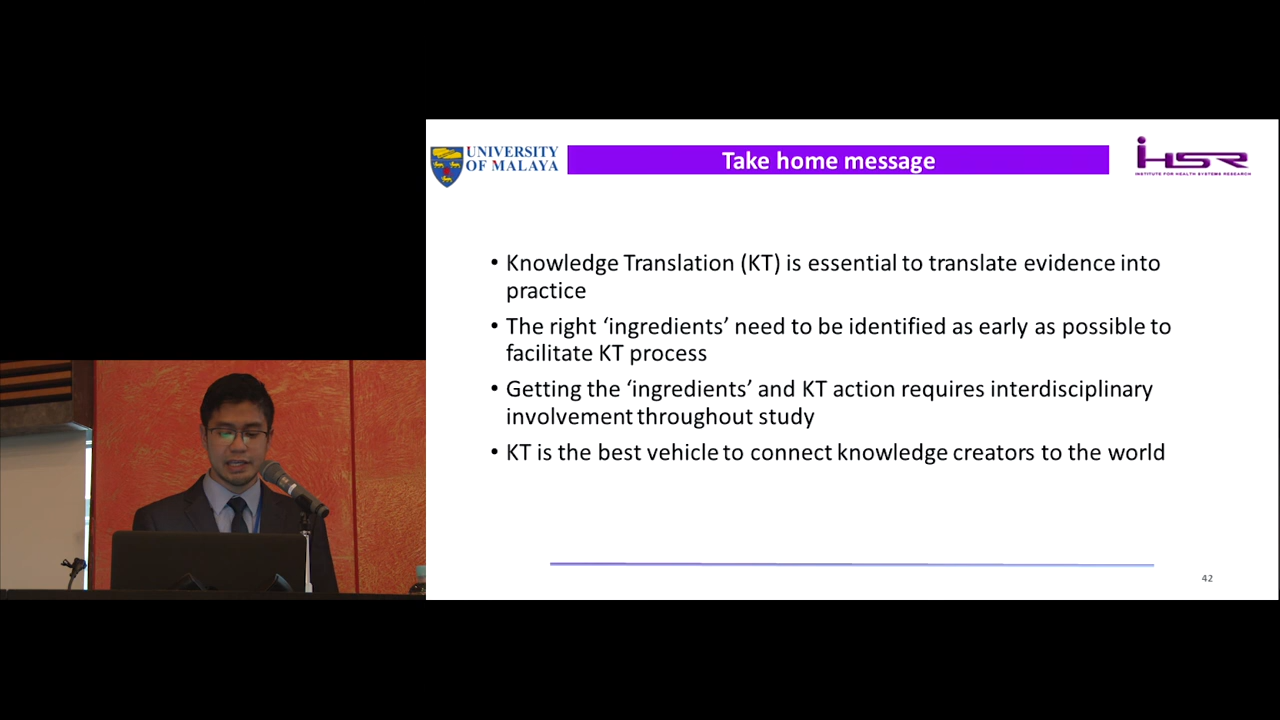 UNIVERSITY
OF MALAYA
Take home message
iHSR
INSTITUTE FOR HEALTH SYSTEMS RESEARCH
• Knowledge Translation (KT) is essential to translate evidence into
practice
• The right ‘ingredients’ need to be identified as early as possible to
facilitate KT process
• Getting the ‘ingredients’ and KT action requires interdisciplinary
involvement throughout study
• KT is the best vehicle to connect knowledge creators to the world
42